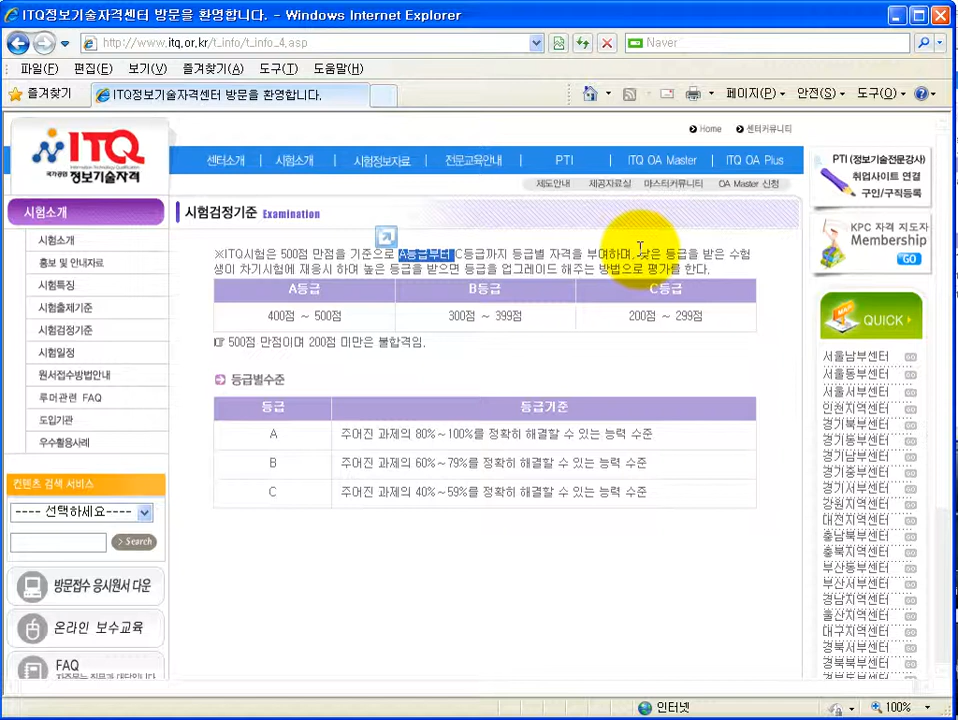 ITQ정보기술자격센터 방문을 환영합니다. - Windows Internet Explorer
http://www.itq.or.kr/t_info/t_info_4.asp
Naver
파일(F) 편집(E) 보기(V) 즐겨찾기(A) 도구(T) 도움말(H)
즐겨찾기
ITQ정보기술자격센터 방문을 환영합니다.
페이지(P) 안전(S) 도구(O)
Home 센터커뮤니티
ITQ
국가공인 정보기술자격
센터소개 시험소개 시험정보자료 전문교육안내 PTI ITQ OA Master ITQ OA Plus
제도안내 제공자료실 마스터커뮤니티 OA Master 신청
시험소개
시험소개
홍보 및 안내자료
시험특징
시험출제기준
시험검정기준
시험일정
원서접수방법안내
루머관련 FAQ
도입기관
우수활용사례
컨텐츠 검색 서비스
---- 선택하세요----
> Search
방문접수 응시원서 다운
온라인 보수교육
FAQ
시험검정기준 Examination
※ITQ시험은 500점 만점을 기준으로 A등급부터 C등급까지 등급별 자격을 부여하며, 낮은 등급을 받은 수험
생이 차기시험에 재응시 하여 높은 등급을 받으면 등급을 업그레이드 해주는 방법으로 평가를 한다.
A등급 B등급 C등급
400점 ~ 500점 300점 ~ 399점 200점 ~ 299점
☞ 500점 만점이며 200점 미만은 불합격임.
등급별수준
등급 등급기준
A 주어진 과제의 80%~100%를 정확히 해결할 수 있는 능력 수준
B 주어진 과제의 60%~79%를 정확히 해결할 수 있는 능력 수준
C 주어진 과제의 40%~59%를 정확히 해결할 수 있는 능력 수준
PTI (정보기술전문강사)
취업사이트 연결
구인/구직등록
KPC 자격 지도자
Membership
GO
QUICK
서울남부센터 GO
서울동부센터 GO
서울서부센터 GO
인천지역센터 GO
경기북부센터 GO
경기동부센터 GO
경기남부센터 GO
경기중부센터 GO
경기서부센터 GO
강원지역센터 GO
대전지역센터 GO
충남북부센터 GO
충북지역센터 GO
부산동부센터 GO
부산서부센터 GO
경남지역센터 GO
울산지역센터 GO
대구지역센터 GO
경북서부센터 GO
경북북부센터 GO
인터넷
100%